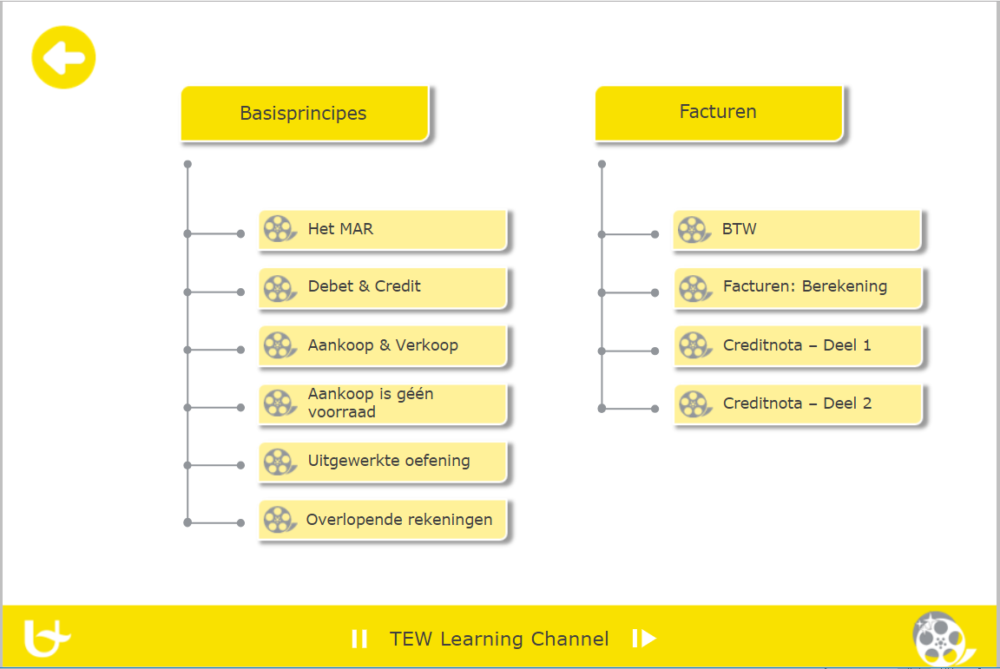 Basisprincipes
Het MAR
Debet & Credit
Aankoop & Verkoop
Aankoop is géén
voorraad
Uitgewerkte oefening
Overlopende rekeningen
Facturen
BTW
Facturen: Berekening
Creditnota – Deel 1
Creditnota – Deel 2
TEW Learning Channel